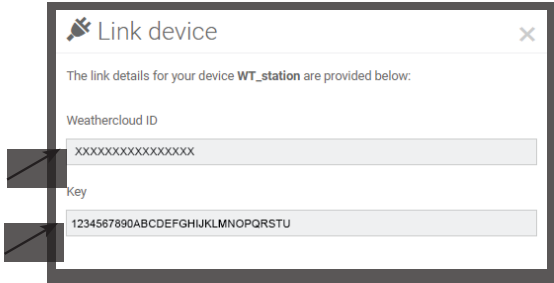 Link device
The link details for your device WT_station are provided below:
Weathercloud ID
XXXXXXXXXXXXXXXX
Key
1234567890ABCDEFGHIJKLMNOPQRSTU